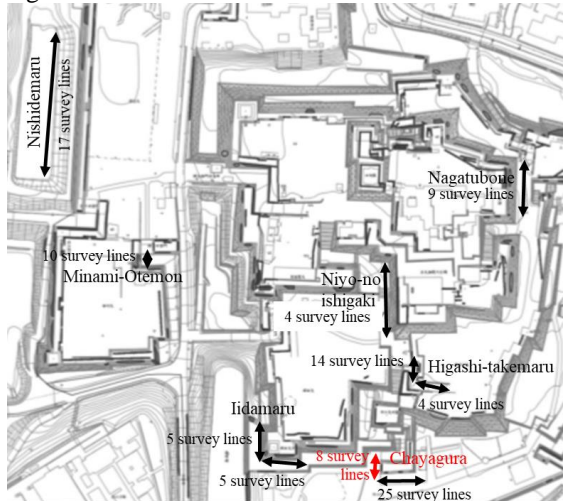 Nishidemaru
17 survey lines
Nagatubone
9 survey lines
10 survey lines
Minami-Otemon
Niyo-no
ishigaki
4 survey lines
14 survey lines
Higashi-takemaru
4 survey lines
Iidamaru
5 survey lines
5 survey lines
8 survey
lines
Chayagura
25 survey lines